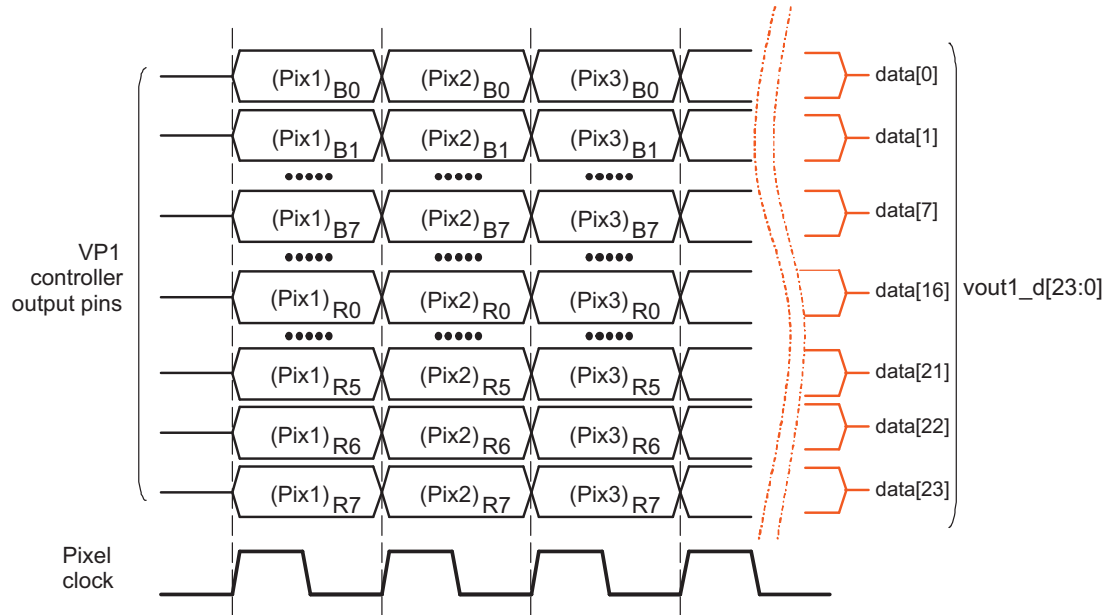 (Pix1)B0 (Pix2)B0 (Pix3)B0 data[0]
(Pix1)B1 (Pix2)B1 (Pix3)B1 data[1]
••••• ••••• •••••
(Pix1)B7 (Pix2)B7 (Pix3)B7 data[7]
••••• ••••• •••••
VP1
controller
output pins
(Pix1)R0 (Pix2)R0 (Pix3)R0 data[16]
vout1_d[23:0]
••••• ••••• •••••
(Pix1)R5 (Pix2)R5 (Pix3)R5 data[21]
(Pix1)R6 (Pix2)R6 (Pix3)R6 data[22]
(Pix1)R7 (Pix2)R7 (Pix3)R7 data[23]
Pixel
clock